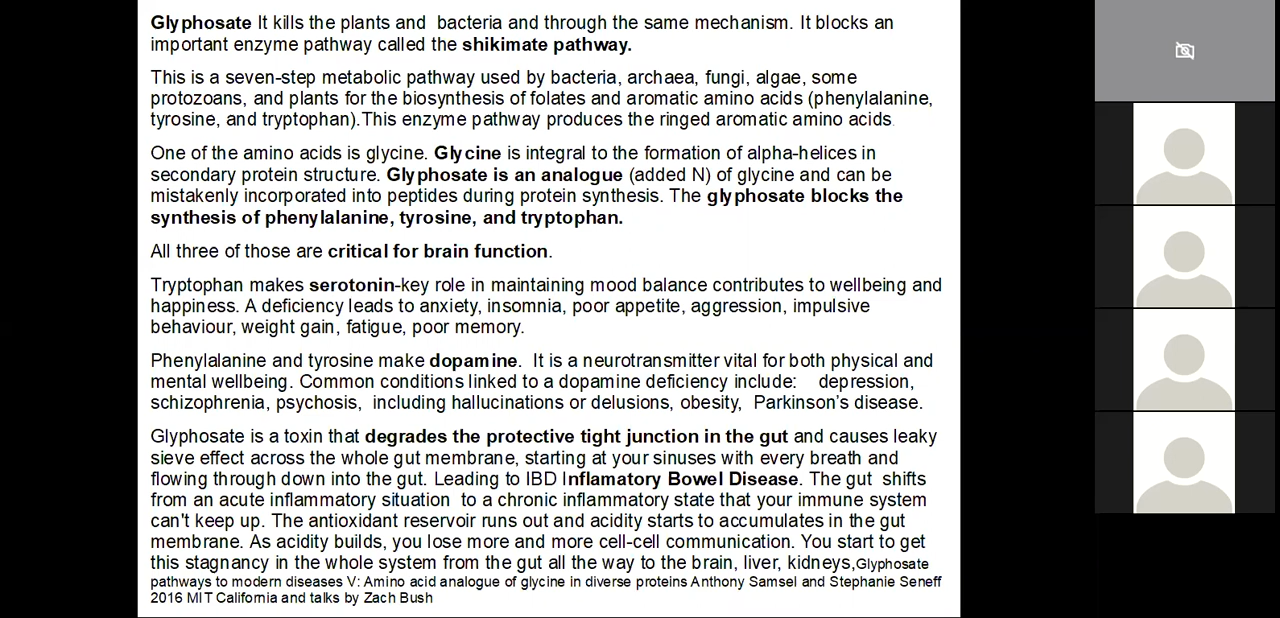 Glyphosate It kills the plants and  bacteria and through the same mechanism. It blocks an
important enzyme pathway called the shikimate pathway.
This is a seven-step metabolic pathway used by bacteria, archaea, fungi, algae, some
protozoans, and plants for the biosynthesis of folates and aromatic amino acids (phenylalanine,
tyrosine, and tryptophan).This enzyme pathway produces the ringed aromatic amino acids.
One of the amino acids is glycine. Glycine is integral to the formation of alpha-helices in
secondary protein structure. Glyphosate is an analogue (added N) of glycine and can be
mistakenly incorporated into peptides during protein synthesis. The glyphosate blocks the
synthesis of phenylalanine, tyrosine, and tryptophan.
All three of those are critical for brain function.
Tryptophan makes serotonin-key role in maintaining mood balance contributes to wellbeing and
happiness. A deficiency leads to anxiety, insomnia, poor appetite, aggression, impulsive
behaviour, weight gain, fatigue, poor memory.
Phenylalanine and tyrosine make dopamine.  It is a neurotransmitter vital for both physical and
mental wellbeing. Common conditions linked to a dopamine deficiency include:    depression,
schizophrenia, psychosis,  including hallucinations or delusions, obesity,  Parkinson's disease.
Glyphosate is a toxin that degrades the protective tight junction in the gut and causes leaky
sieve effect across the whole gut membrane, starting at your sinuses with every breath and
flowing through down into the gut. Leading to IBD Inflamatory Bowel Disease. The gut  shifts
from an acute inflammatory situation  to a chronic inflammatory state that your immune system
can't keep up. The antioxidant reservoir runs out and acidity starts to accumulates in the gut
membrane. As acidity builds, you lose more and more cell-cell communication. You start to get
this stagnancy in the whole system from the gut all the way to the brain, liver, kidneys,Glyphosate
pathways to modern diseases V: Amino acid analogue of glycine in diverse proteins Anthony Samsel and Stephanie Seneff
2016 MIT California and talks by Zach Bush